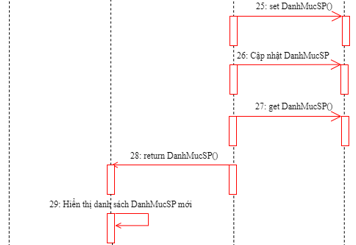 25: set DanhMucSP()
26: Cập nhật DanhMucSP
27: get DanhMucSP()
28: return DanhMucSP()
29: Hiển thị danh sách DanhMucSP mới